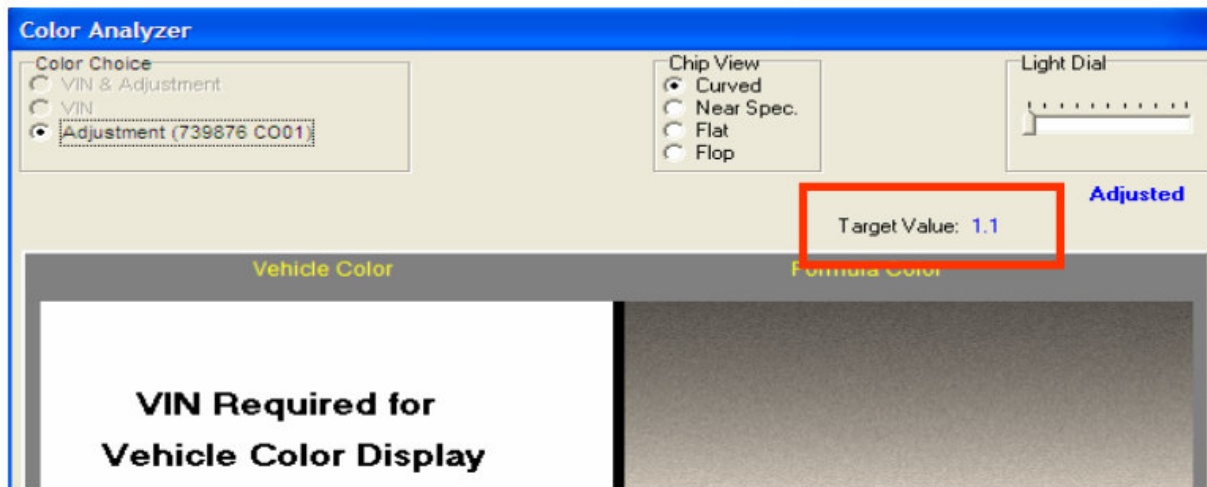 Color Analyzer
Color Choice
VIN & Adjustment
VIN
Adjustment (739876 CO01)
Chip View
Curved
Near Spec.
Flat
Flop
Light Dial
Adjusted
Target Value: 1.1
Vehicle Color
Formula Color
VIN Required for
Vehicle Color Display